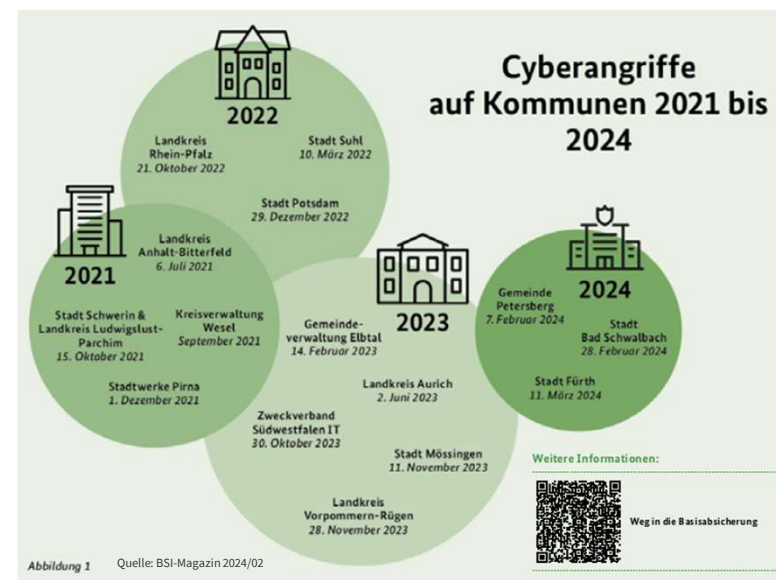 Cyberangriffe
auf Kommunen 2021 bis
2024
2022
Landkreis
Rhein-Pfalz
21. Oktober 2022
Stadt Suhl
10. März 2022
Stadt Potsdam
29. Dezember 2022
2021
Landkreis
Anhalt-Bitterfeld
6. Juli 2021
Stadt Schwerin &
Landkreis Ludwigslust-
Parchim
15. Oktober 2021
Kreisverwaltung
Wesel
September 2021
Stadtwerke Pirna
1. Dezember 2021
2023
Gemeinde-
verwaltung Elbtal
14. Februar 2023
Landkreis Aurich
2. Juni 2023
Zweckverband
Südwestfalen IT
30. Oktober 2023
Stadt Mössingen
11. November 2023
Landkreis
Vorpommern-Rügen
28. November 2023
2024
Gemeinde
Petersberg
7. Februar 2024
Stadt
Bad Schwalbach
28. Februar 2024
Stadt Fürth
11. März 2024
Weitere Informationen:
Weg in die Basisabsicherung
Abbildung 1
Quelle: BSI-Magazin 2024/02